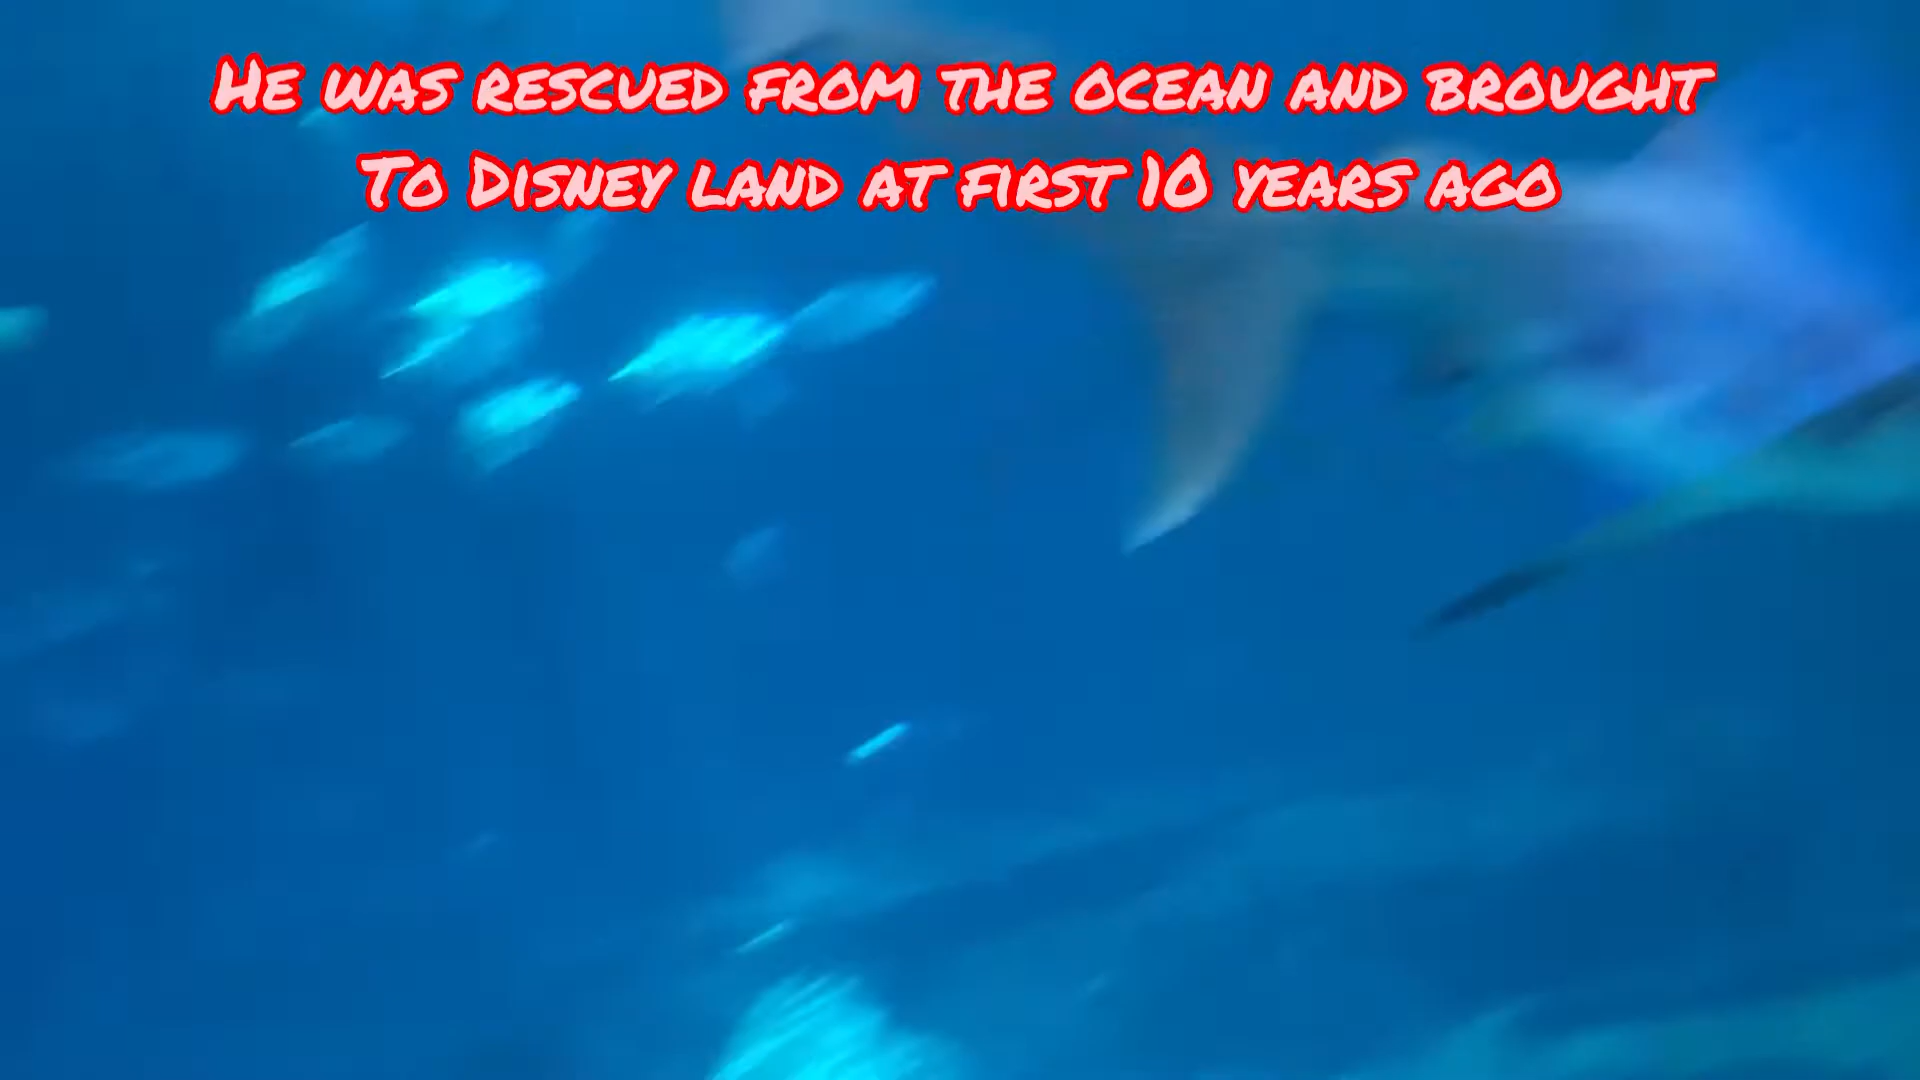 He was rescued from the ocean and brought
To Disney land at first 10 years ago